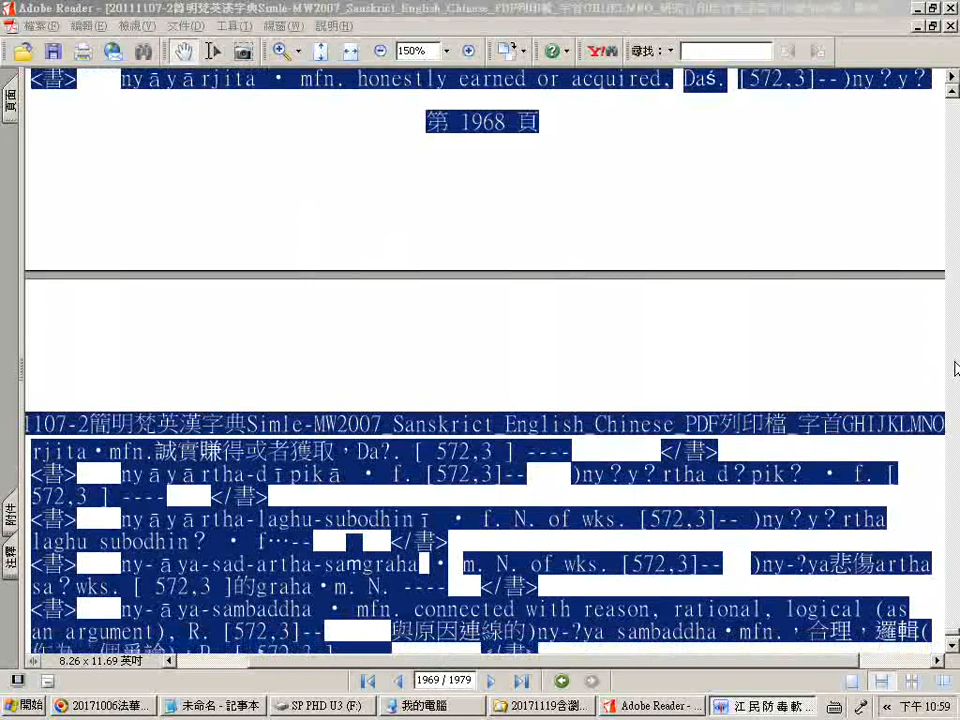 Adobe Reader - [20111107-2簡明梵英漢字典Simle-MW2007_Sanskrict_English_Chinese_PDF列印檔_字首GHIJKLMNO_
檔案(F) 編輯(E) 檢視(V) 文件(D) 工具(T) 視窗(W) 說明(H)
150% Y! 尋找:
頁面
<書> nyāyārjita • mfn. honestly earned or acquired, Daś. [572,3]--)ny?y?
第 1968 頁
1107-2簡明梵英漢字典Simle-MW2007_Sanskrict_English_Chinese_PDF列印檔_字首GHIJKLMNO
rjita•mfn.誠實賺得或者獲取,Da?. [ 572,3 ] ---- </書>
<書> nyāyārtha-dīpikā • f. [572,3]-- )ny?y?rtha d?pik? • f. [
572,3 ] ---- </書>
<書> nyāyārtha-laghu-subodhinī • f. N. of wks. [572,3]-- )ny?y?rtha
laghu subodhin? • f…-- </書>
<書> ny-āya-sad-artha-saṃgraha • m. N. of wks. [572,3]-- )ny-?ya悲傷artha
sa?wks. [ 572,3 ]的graha•m. N. ---- </書>
<書> ny-āya-sambaddha • mfn. connected with reason, rational, logical (as
an argument), R. [572,3]-- 與原因連線的)ny-?ya sambaddha•mfn.,合理,邏輯(
附件
注釋
8.26 x 11.69 英吋
1969 / 1979
開始 20171006法華... 未命名 - 記事本 SP PHD U3 (F:) 我的電腦 20171119含瀏... Adobe Reader -... 江民防毒軟... « 下午 10:59